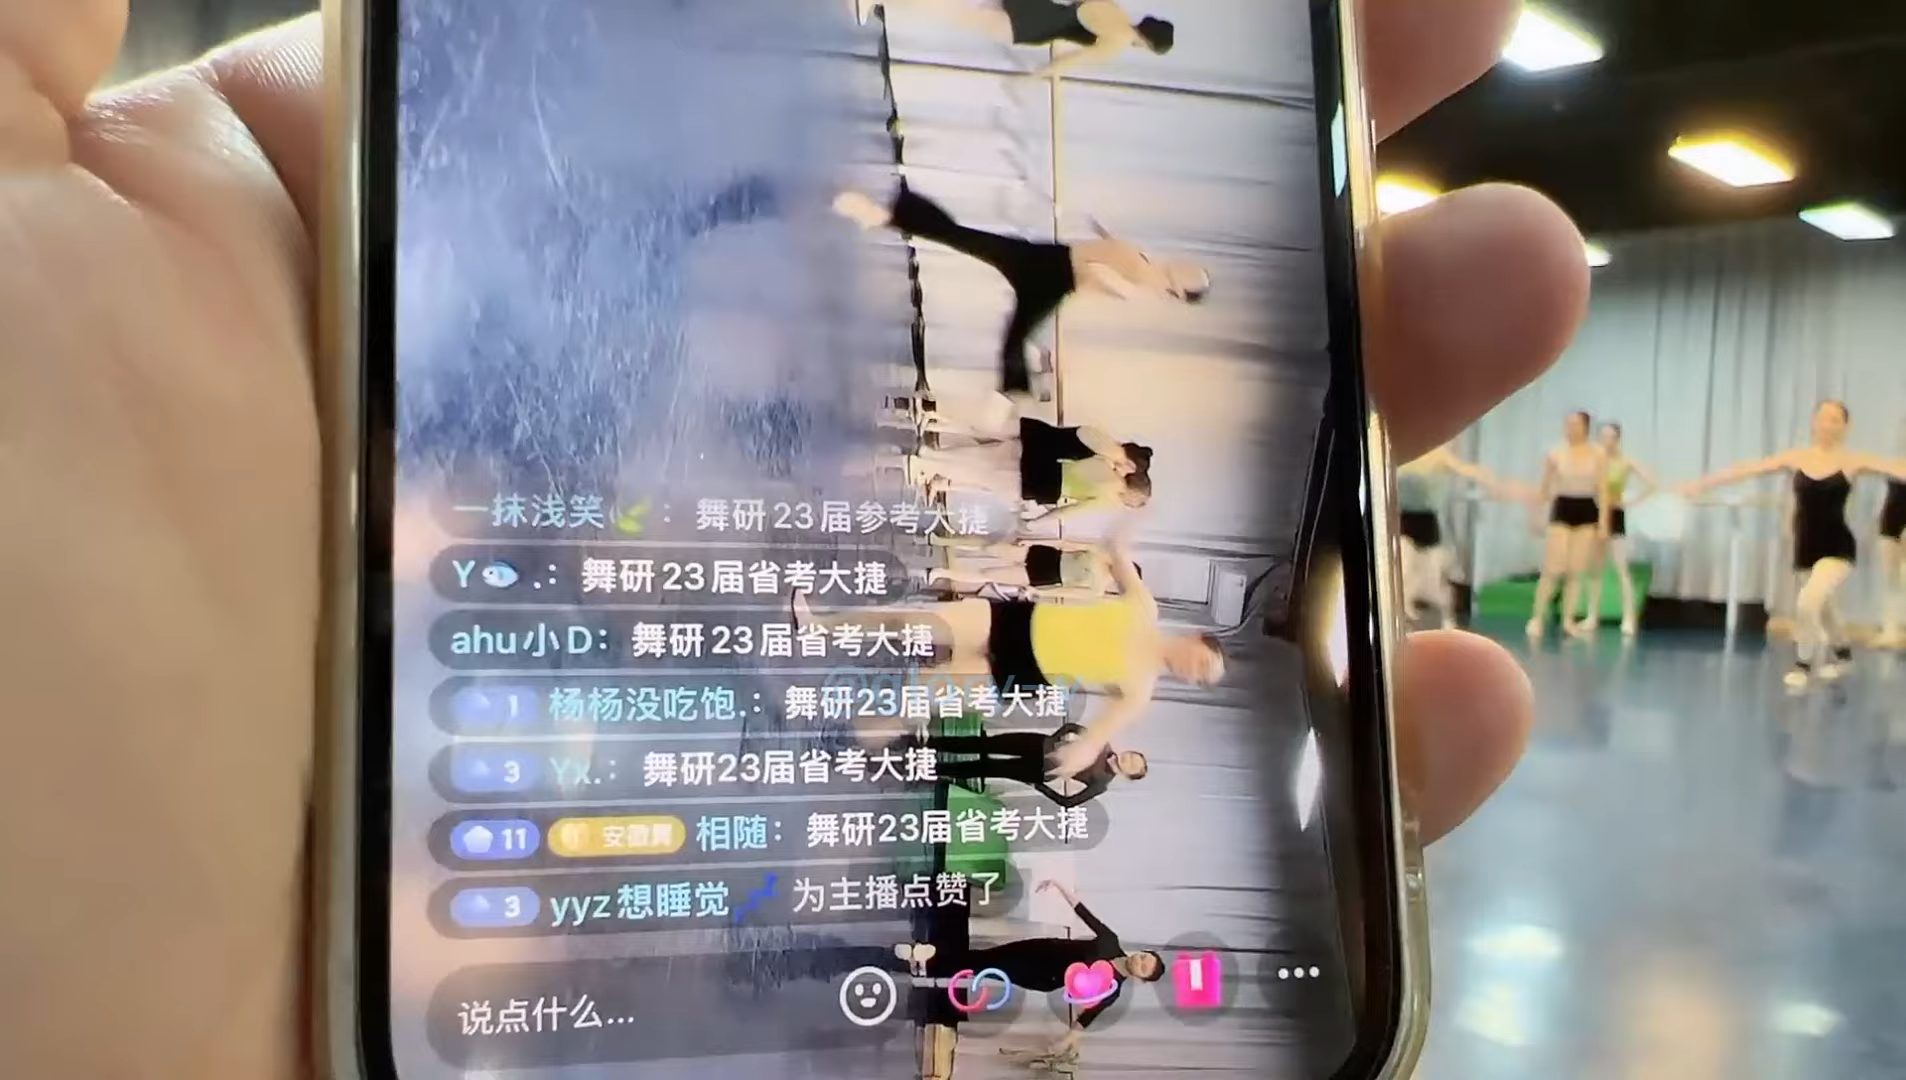 一抹浅笑🌿：舞研23届参考大捷
Y🐟.：舞研23届省考大捷
ahu小D：舞研23届省考大捷
1 杨杨没吃饱.：舞研23届省考大捷
3 Yx.：舞研23届省考大捷
11 安徽舞 相随：舞研23届省考大捷
3 yyz想睡觉💤 为主播点赞了
说点什么...